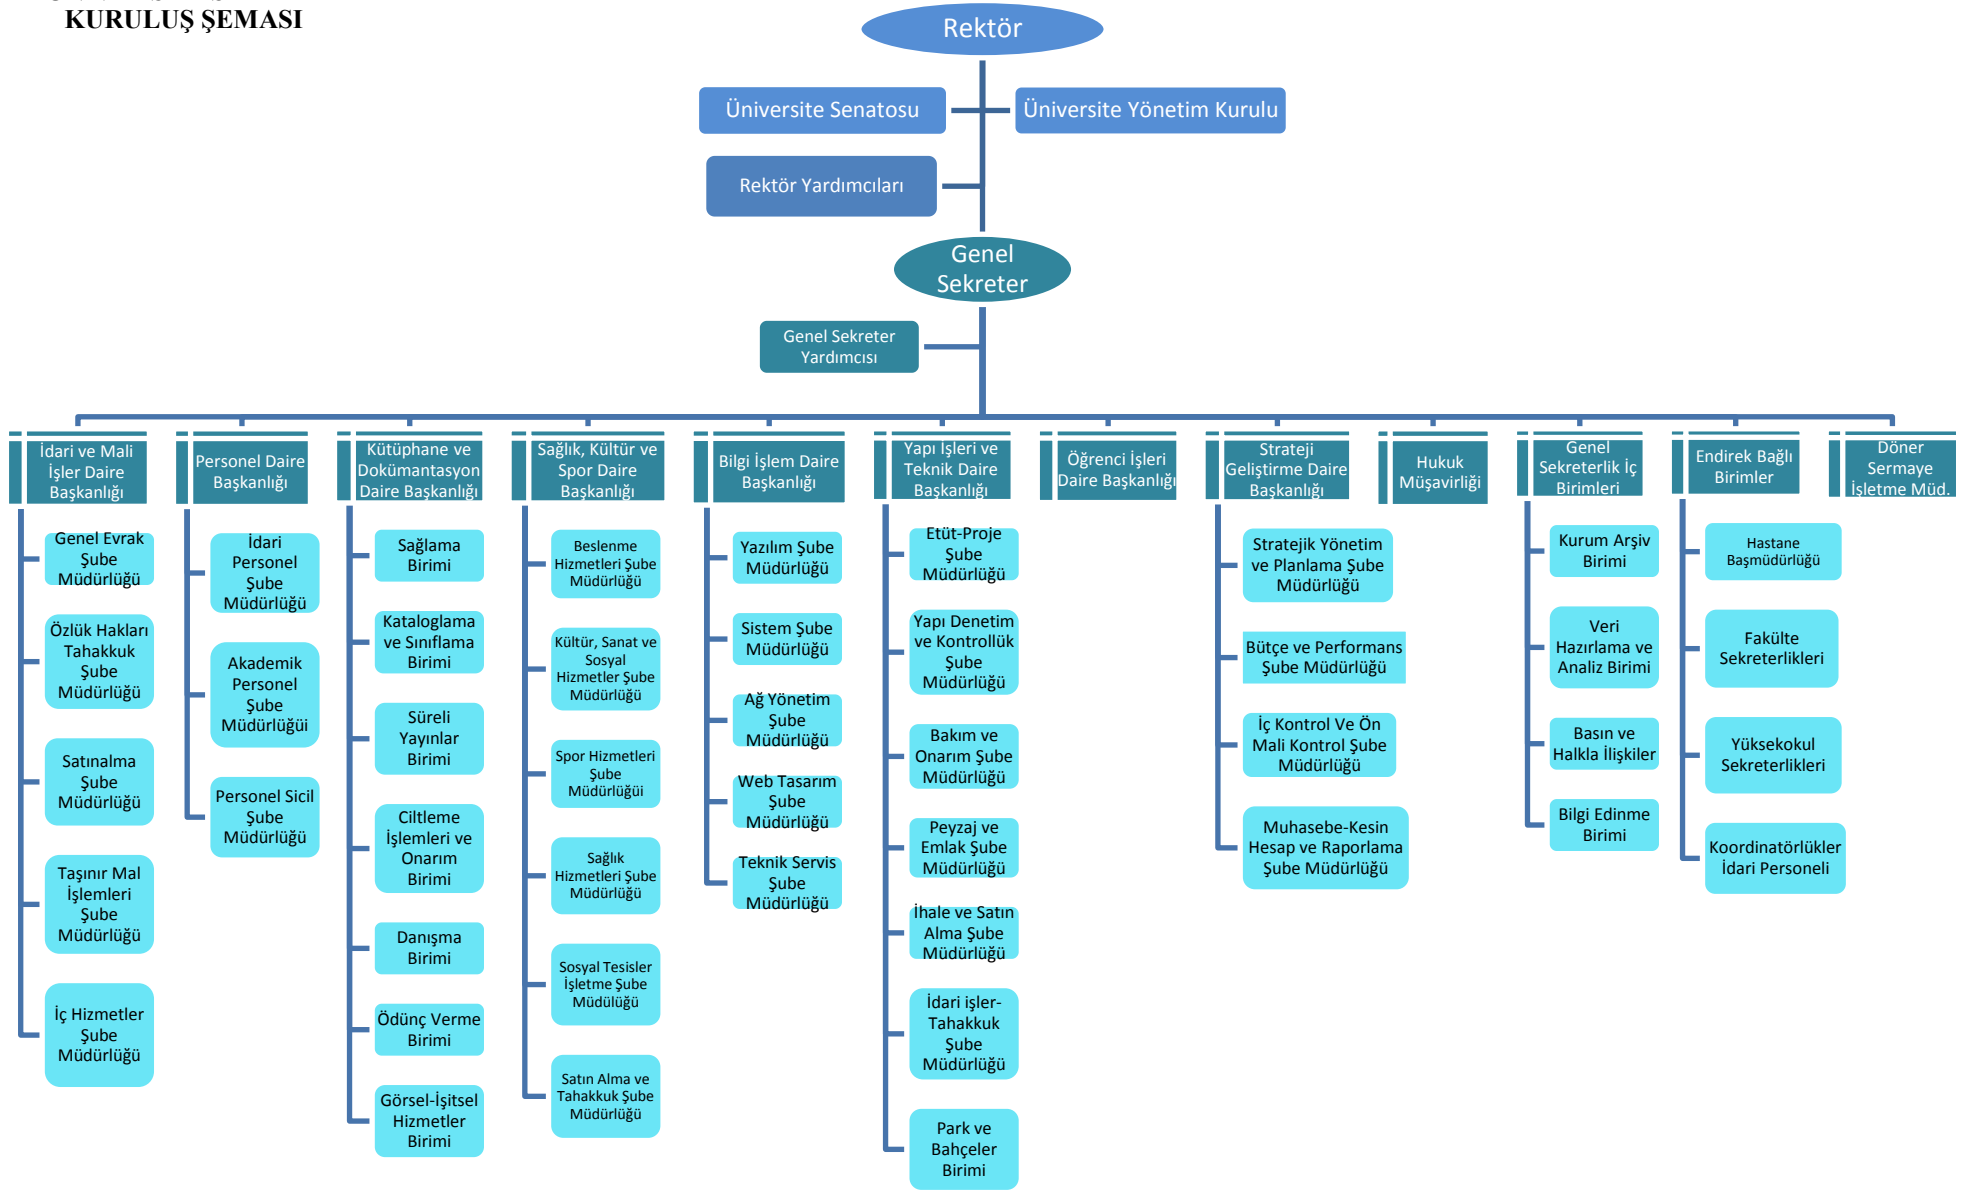 KURULUŞ ŞEMASI
Rektör
Üniversite Senatosu
Üniversite Yönetim Kurulu
Rektör Yardımcıları
Genel
Sekreter
Genel Sekreter
Yardımcısı
İdari ve Mali
İşler Daire
Başkanlığı
Genel Evrak
Şube
Müdürlüğü
Özlük Hakları
Tahakkuk
Şube
Müdürlüğü
Satınalma
Şube
Müdürlüğü
Taşınır Mal
İşlemleri
Şube
Müdürlüğü
İç Hizmetler
Şube
Müdürlüğü
Personel Daire
Başkanlığı
İdari
Personel
Şube
Müdürlüğü
Akademik
Personel
Şube
Müdürlüğüi
Personel Sicil
Şube
Müdürlüğü
Kütüphane ve
Dokümantasyon
Daire Başkanlığı
Sağlama
Birimi
Kataloglama
ve Sınıflama
Birimi
Süreli
Yayınlar
Birimi
Ciltleme
İşlemleri ve
Onarım
Birimi
Danışma
Birimi
Ödünç Verme
Birimi
Görsel-İşitsel
Hizmetler
Birimi
Sağlık, Kültür ve
Spor Daire
Başkanlığı
Beslenme
Hizmetleri Şube
Müdürlüğü
Kültür, Sanat ve
Sosyal
Hizmetler Şube
Müdürlüğü
Spor Hizmetleri
Şube
Müdürlüğüi
Sağlık
Hizmetleri Şube
Müdürlüğü
Sosyal Tesisler
İşletme Şube
Müdülüğü
Satın Alma ve
Tahakkuk Şube
Müdürlüğü
Bilgi İşlem Daire
Başkanlığı
Yazılım Şube
Müdürlüğü
Sistem Şube
Müdürlüğü
Ağ Yönetim
Şube
Müdürlüğü
Web Tasarım
Şube
Müdürlüğü
Teknik Servis
Şube
Müdürlüğü
Yapı İşleri ve
Teknik Daire
Başkanlığı
Etüt-Proje
Şube
Müdürlüğü
Yapı Denetim
ve Kontrollük
Şube
Müdürlüğü
Bakım ve
Onarım Şube
Müdürlüğü
Peyzaj ve
Emlak Şube
Müdürlüğü
İhale ve Satın
Alma Şube
Müdürlüğü
İdari işler-
Tahakkuk
Şube
Müdürlüğü
Park ve
Bahçeler
Birimi
Öğrenci İşleri
Daire Başkanlığı
Strateji
Geliştirme Daire
Başkanlığı
Stratejik Yönetim
ve Planlama Şube
Müdürlüğü
Bütçe ve Performans
Şube Müdürlüğü
İç Kontrol Ve Ön
Mali Kontrol Şube
Müdürlüğü
Muhasebe-Kesin
Hesap ve Raporlama
Şube Müdürlüğü
Hukuk
Müşavirliği
Genel
Sekreterlik İç
Birimleri
Kurum Arşiv
Birimi
Veri
Hazırlama ve
Analiz Birimi
Basın ve
Halkla İlişkiler
Bilgi Edinme
Birimi
Endirek Bağlı
Birimler
Hastane
Başmüdürlüğü
Fakülte
Sekreterlikleri
Yüksekokul
Sekreterlikleri
Koordinatörlükler
İdari Personeli
Döner
Sermaye
İşletme Müd.